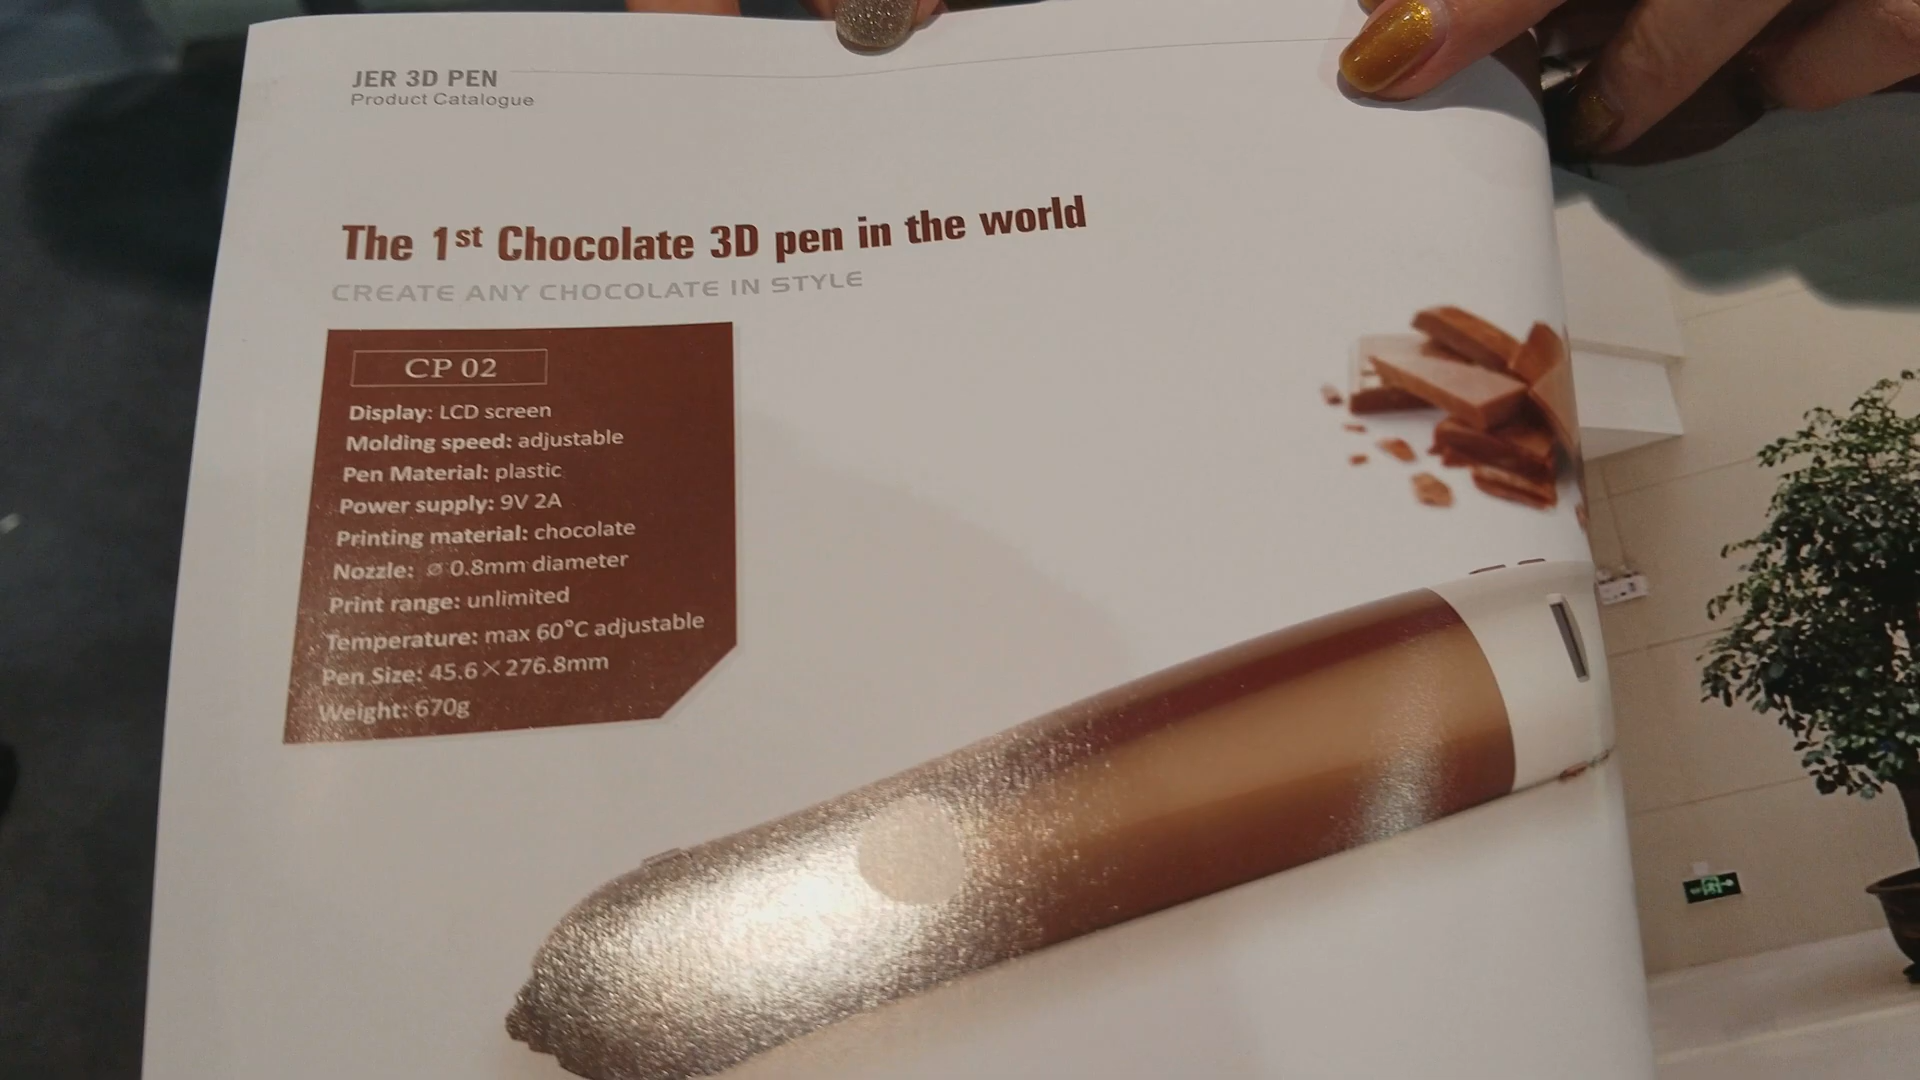 JER 3D PEN
Product Catalogue
The 1st Chocolate 3D pen in the world
CREATE ANY CHOCOLATE IN STYLE
CP 02
Display: LCD screen
Molding speed: adjustable
Pen Material: plastic
Power supply: 9V 2A
Printing material: chocolate
Nozzle: ⌀ 0.8mm diameter
Print range: unlimited
Temperature: max 60°C adjustable
Pen Size: 45.6×276.8mm
Weight: 670g